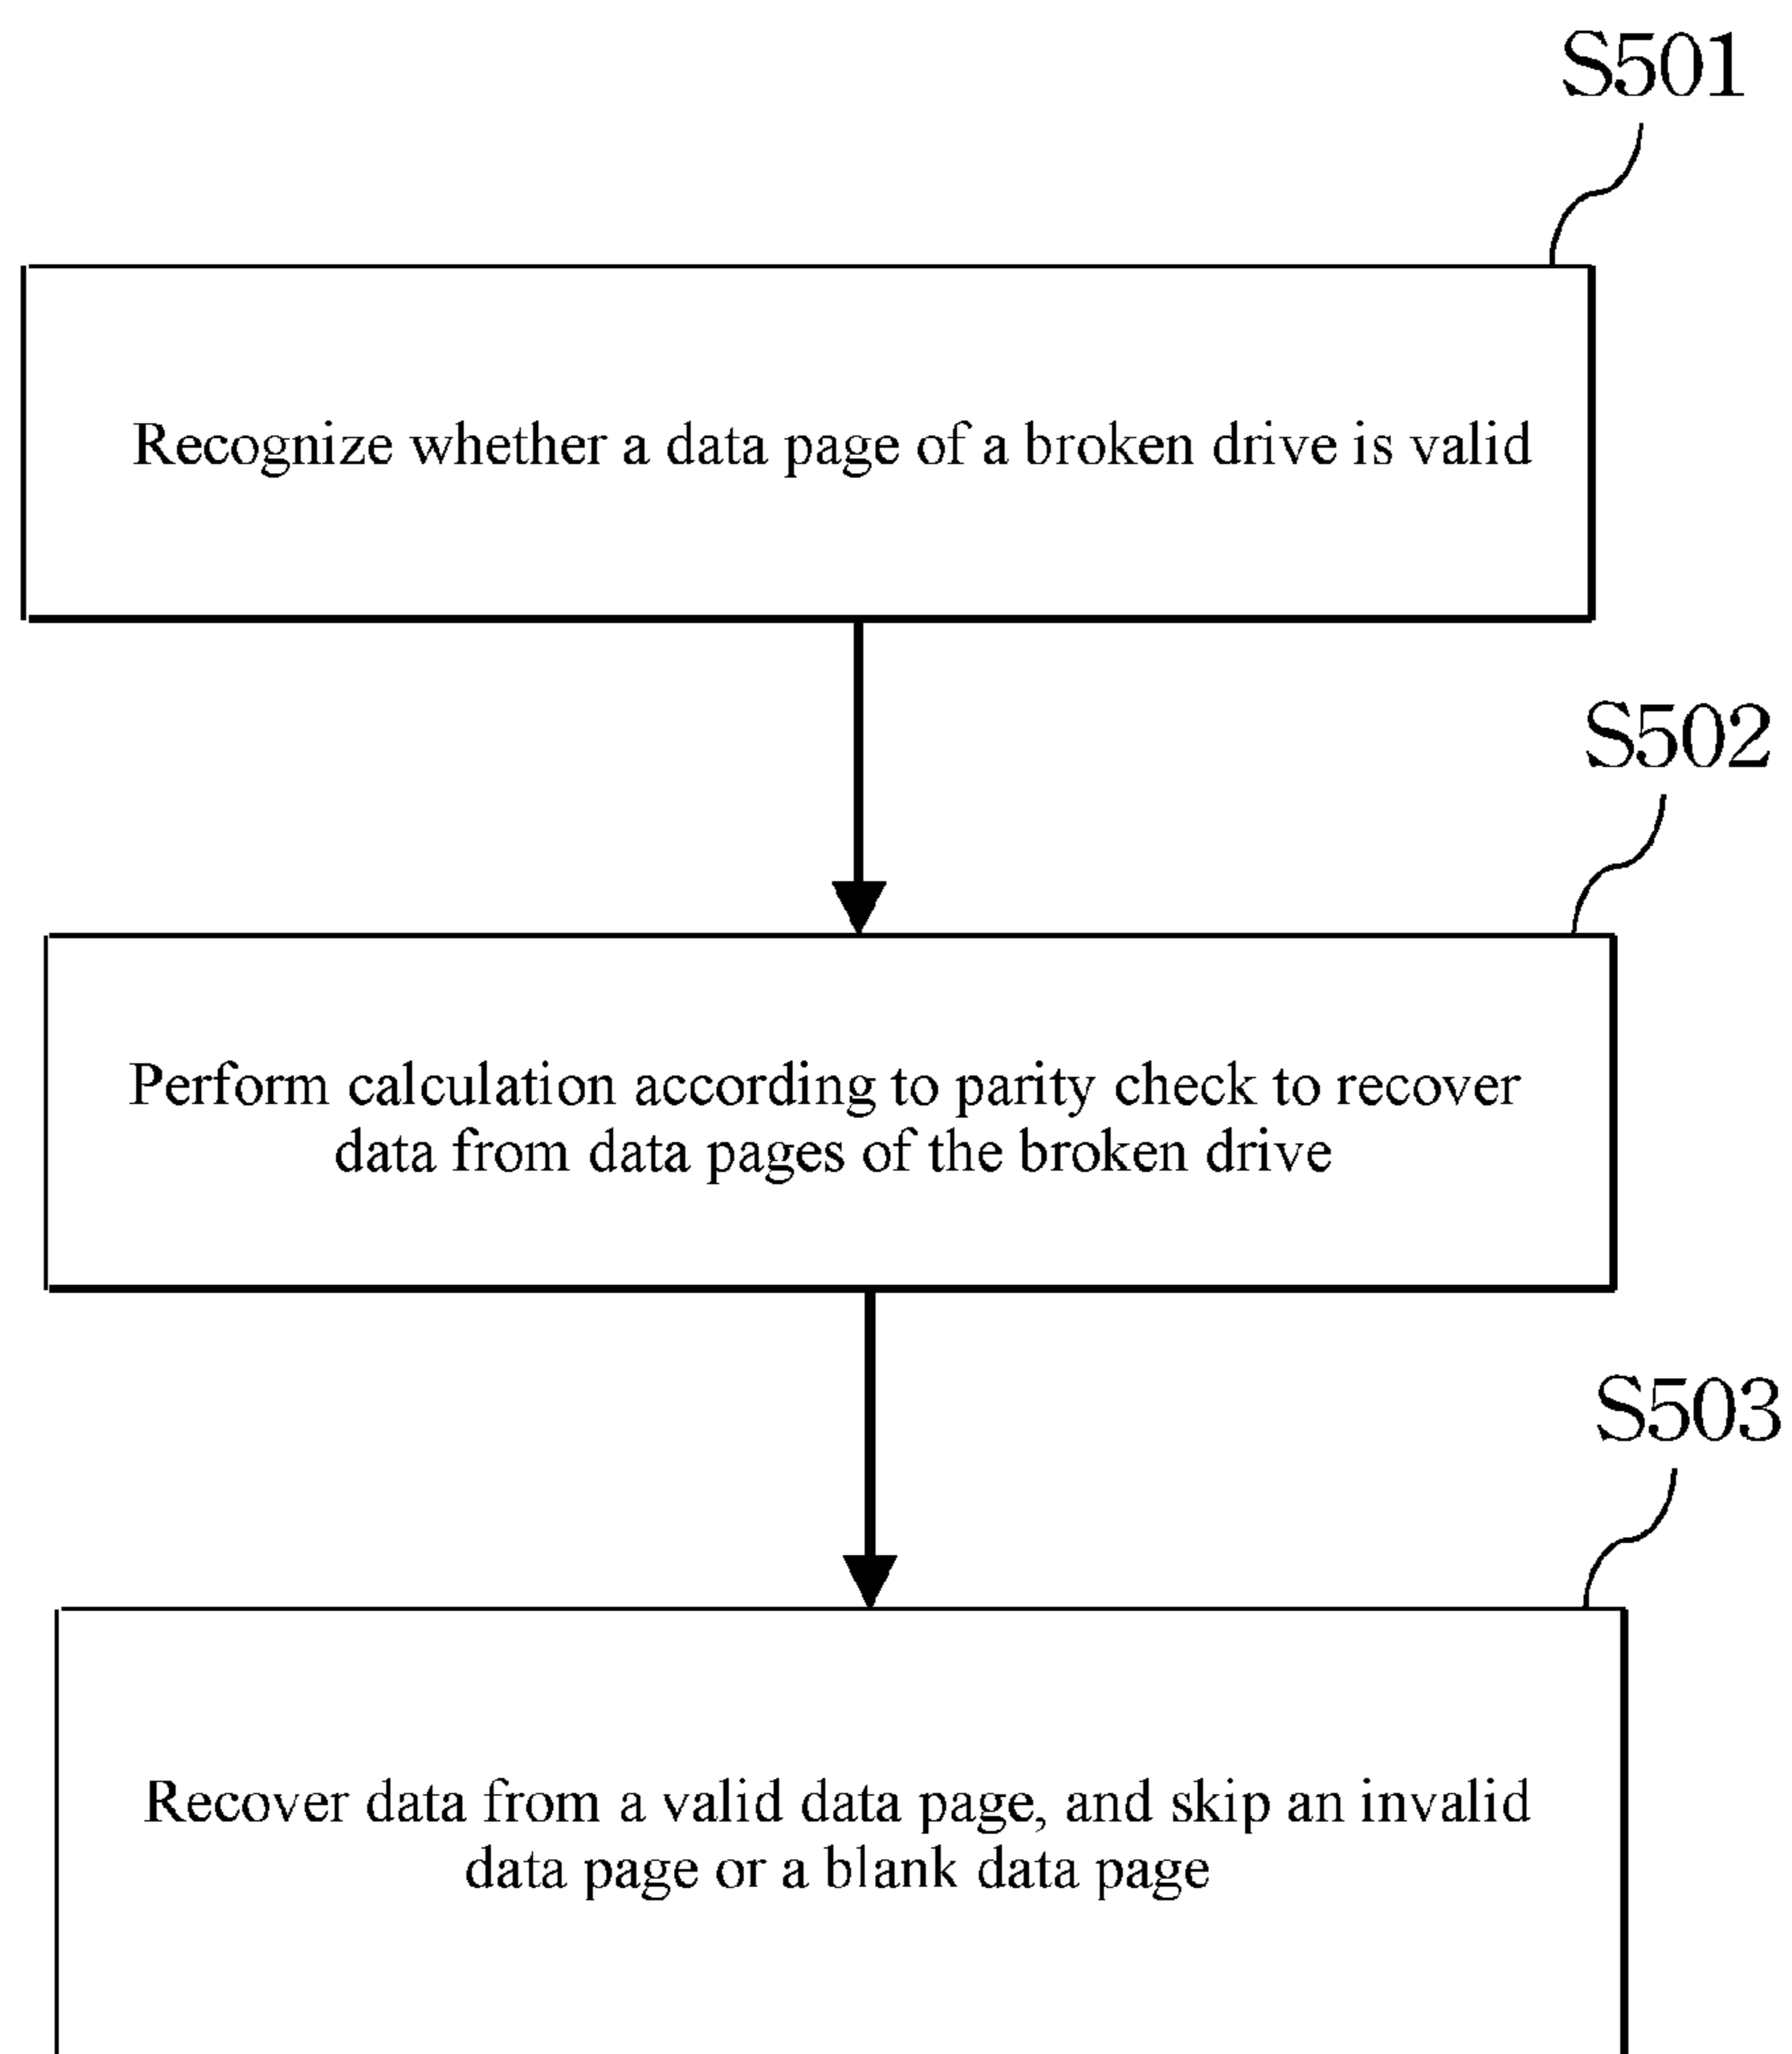 S501
Recognize whether a data page of a broken drive is valid
S502
Perform calculation according to parity check to recover
data from data pages of the broken drive
S503
Recover data from a valid data page, and skip an invalid
data page or a blank data page